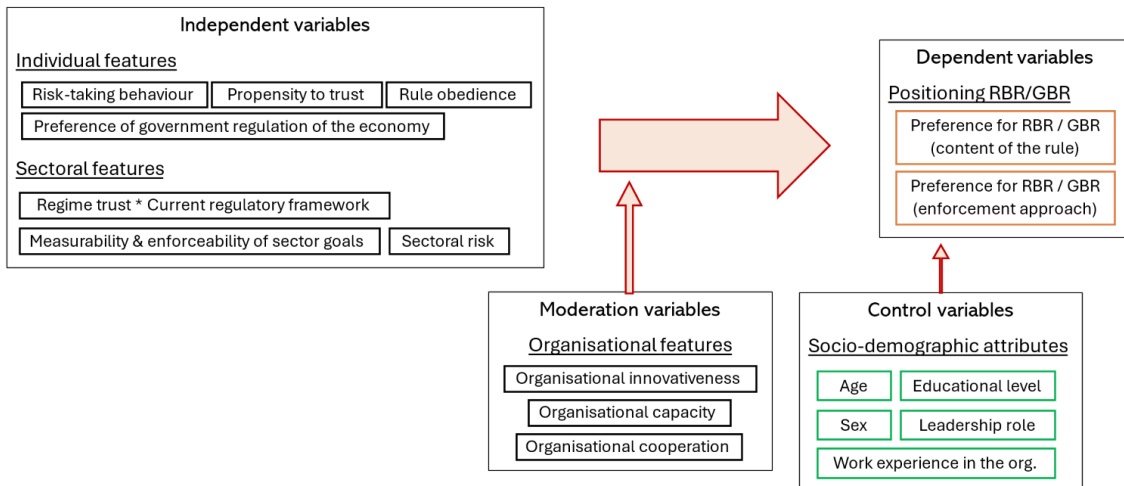 Independent variables
Individual features
Risk-taking behaviour
Propensity to trust
Rule obedience
Preference of government regulation of the economy
Sectoral features
Regime trust * Current regulatory framework
Measurability & enforceability of sector goals
Sectoral risk
Dependent variables
Positioning RBR/GBR
Preference for RBR / GBR
(content of the rule)
Preference for RBR / GBR
(enforcement approach)
Moderation variables
Organisational features
Organisational innovativeness
Organisational capacity
Organisational cooperation
Control variables
Socio-demographic attributes
Age
Educational level
Sex
Leadership role
Work experience in the org.